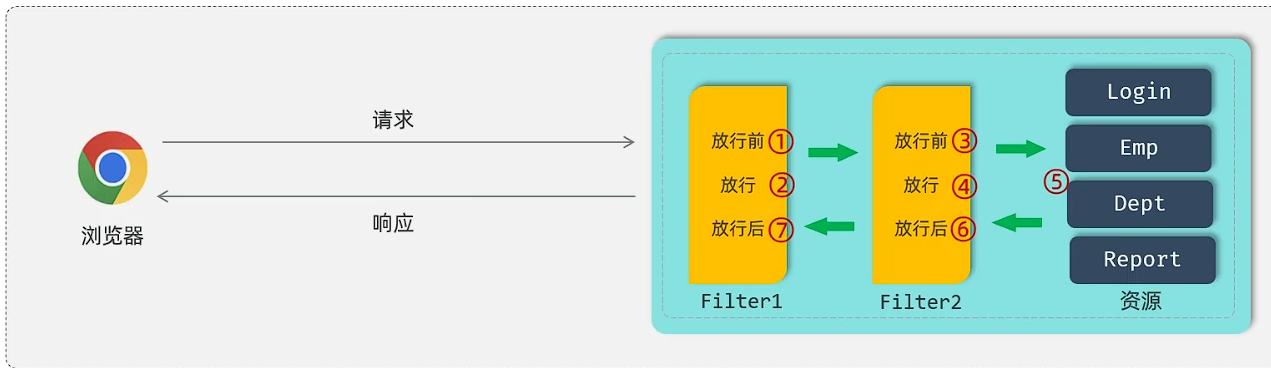 请求
响应
浏览器
放行前①
放行②
放行后⑦
Filter1
放行前③
放行④
放行后⑥
Filter2
⑤
Login
Emp
Dept
Report
资源